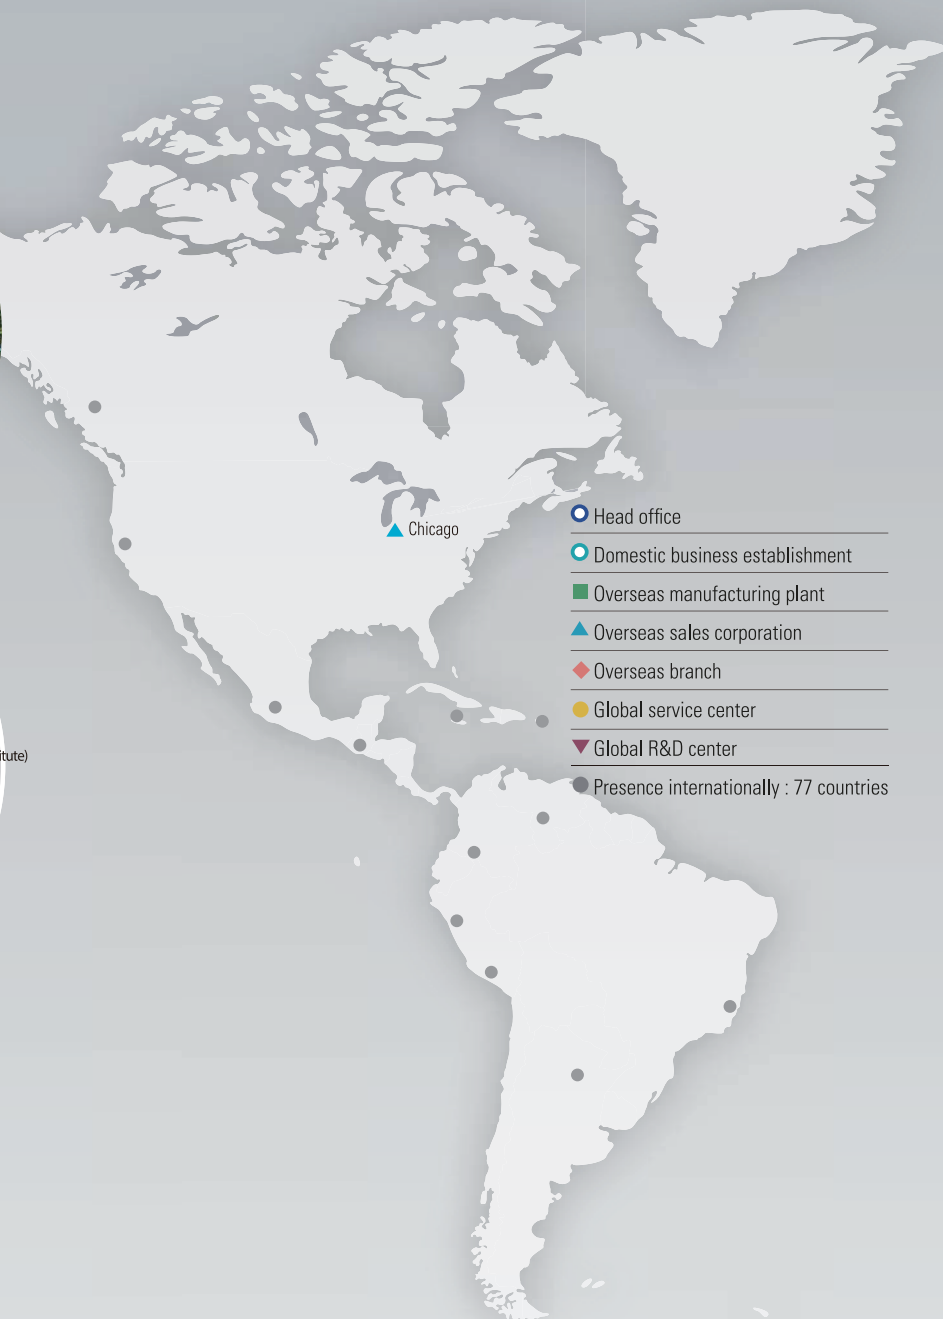 Chicago
Head office
Domestic business establishment
Overseas manufacturing plant
Overseas sales corporation
Overseas branch
Global service center
Global R&D center
Presence internationally : 77 countries
itute)